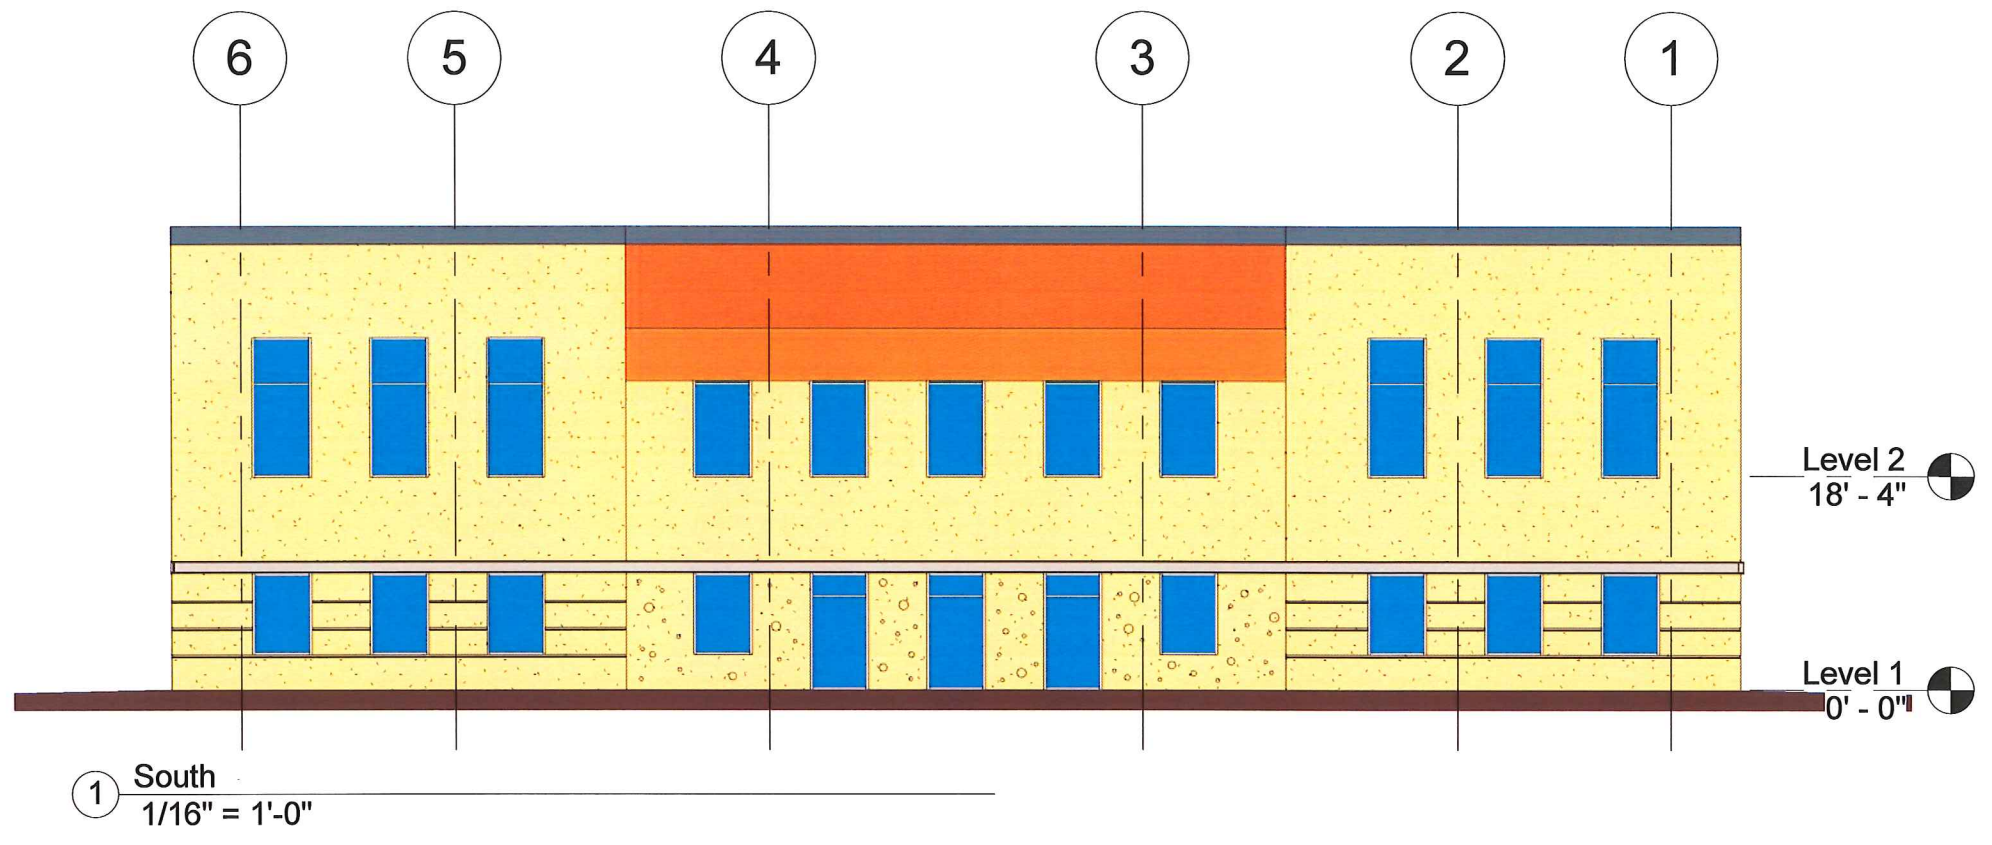 6 5 4 3 2 1
Level 2
18' - 4"
Level 1
0' - 0"
1 South
1/16" = 1'-0"